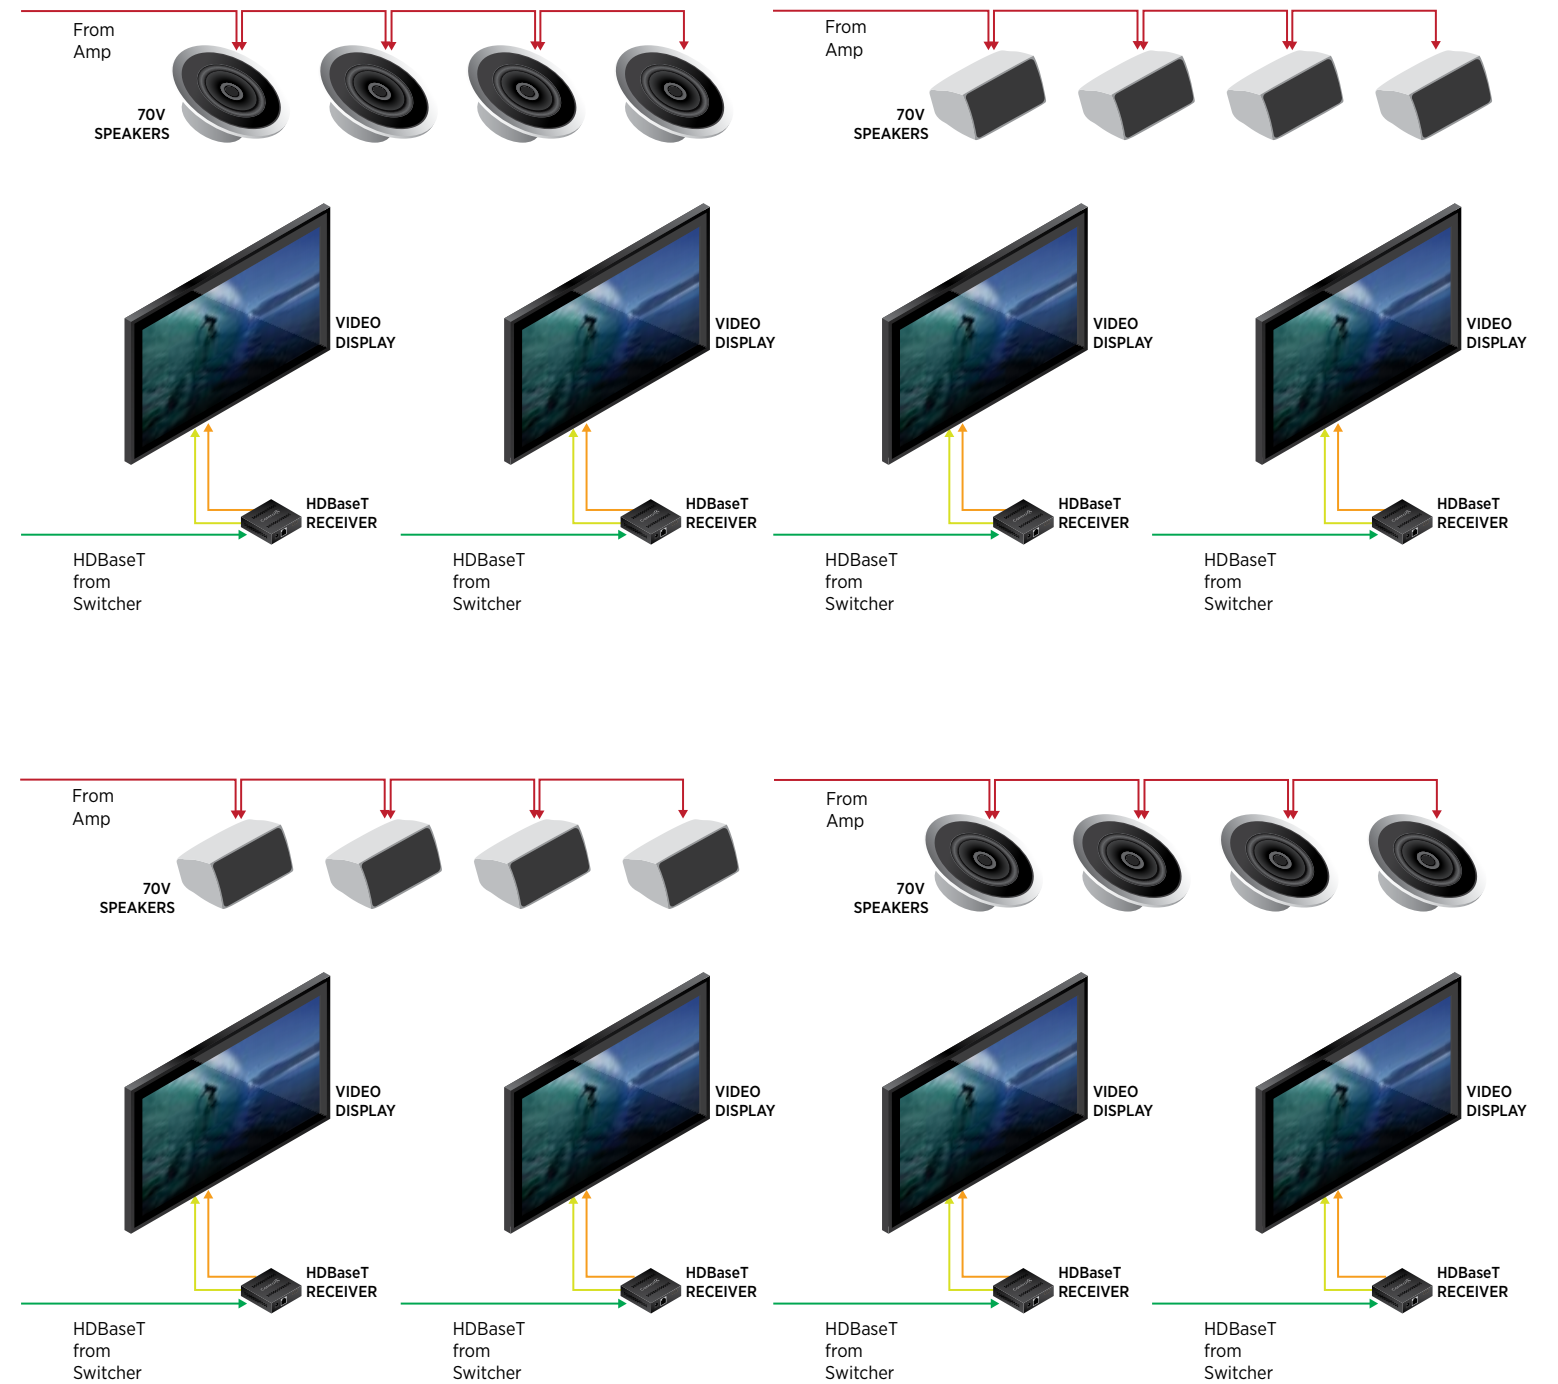 From
Amp
70V
SPEAKERS
From
Amp
70V
SPEAKERS
VIDEO
DISPLAY
VIDEO
DISPLAY
VIDEO
DISPLAY
VIDEO
DISPLAY
HDBaseT
RECEIVER
HDBaseT
RECEIVER
HDBaseT
RECEIVER
HDBaseT
RECEIVER
HDBaseT
from
Switcher
HDBaseT
from
Switcher
HDBaseT
from
Switcher
HDBaseT
from
Switcher
From
Amp
70V
SPEAKERS
From
Amp
70V
SPEAKERS
VIDEO
DISPLAY
VIDEO
DISPLAY
VIDEO
DISPLAY
VIDEO
DISPLAY
HDBaseT
RECEIVER
HDBaseT
RECEIVER
HDBaseT
RECEIVER
HDBaseT
RECEIVER
HDBaseT
from
Switcher
HDBaseT
from
Switcher
HDBaseT
from
Switcher
HDBaseT
from
Switcher